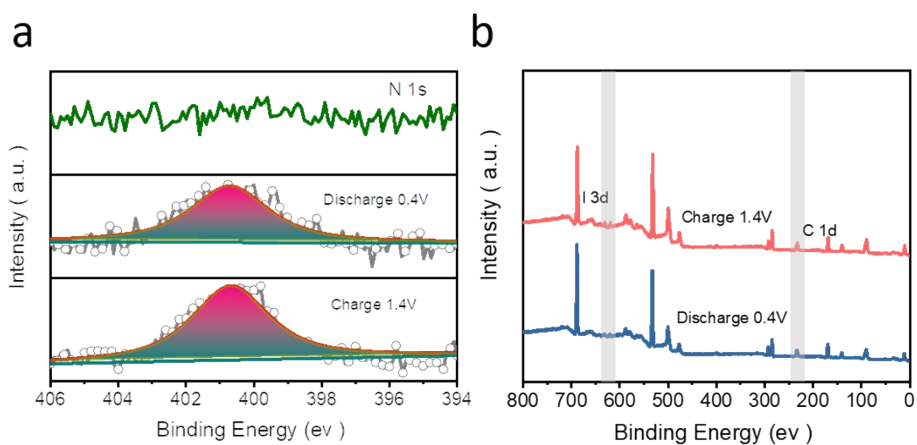 a
b
N 1s
Discharge 0.4V
Charge 1.4V
Intensity ( a.u. )
406 404 402 400 398 396 394
Binding Energy (ev )
I 3d
Charge 1.4V
C 1d
Discharge 0.4V
Intensity ( a.u. )
800 700 600 500 400 300 200 100 0
Binding Energy (ev )